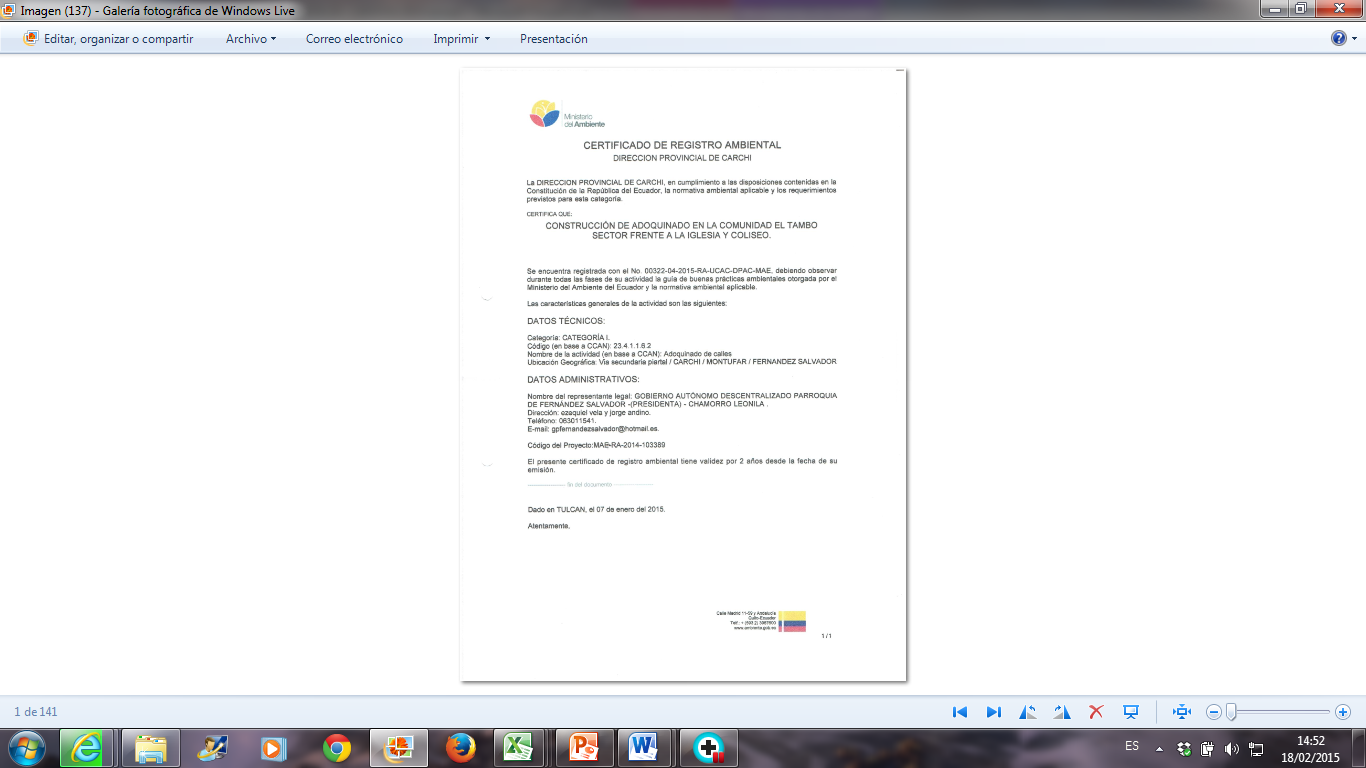 Imagen (137) - Galería fotográfica de Windows Live
Editar, organizar o compartir
Archivo
Correo electrónico
Imprimir
Presentación
Ministerio
del Ambiente
CERTIFICADO DE REGISTRO AMBIENTAL
DIRECCION PROVINCIAL DE CARCHI
La DIRECCION PROVINCIAL DE CARCHI, en cumplimiento a las disposiciones contenidas en la
Constitución de la República del Ecuador, la normativa ambiental aplicable y los requerimientos
previstos para esta categoría.
CERTIFICA QUE:
CONSTRUCCIÓN DE ADOQUINADO EN LA COMUNIDAD EL TAMBO
SECTOR FRENTE A LA IGLESIA Y COLISEO.
Se encuentra registrada con el No. 00322-04-2015-RA-UCAC-DPAC-MAE, debiendo observar
durante todas las fases de su actividad la guía de buenas prácticas ambientales otorgada por el
Ministerio del Ambiente del Ecuador y la normativa ambiental aplicable.
Las características generales de la actividad son las siguientes:
DATOS TÉCNICOS:
Categoría: CATEGORÍA I.
Código (en base a CCAN): 23.4.1.1.6.2
Nombre de la actividad (en base a CCAN): Adoquinado de calles
Ubicación Geográfica: Vía secundaria piartal / CARCHI / MONTUFAR / FERNANDEZ SALVADOR
DATOS ADMINISTRATIVOS:
Nombre del representante legal: GOBIERNO AUTÓNOMO DESCENTRALIZADO PARROQUIA
DE FERNÁNDEZ SALVADOR -(PRESIDENTA) - CHAMORRO LEONILA .
Dirección: ezequiel vela y jorge andino.
Teléfono: 063011541.
E-mail: gpfernandezsalvador@hotmail.es.
Código del Proyecto:MAE-RA-2014-103389
El presente certificado de registro ambiental tiene validez por 2 años desde la fecha de su
emisión.
fin del documento
Dado en TULCAN, el 07 de enero del 2015.
Atentamente,
Calle Madrid 11-59 y Andalucía
Quito-Ecuador
www.ambiente.gob.ec
1 / 1
1 de 141
ES
14:52
18/02/2015